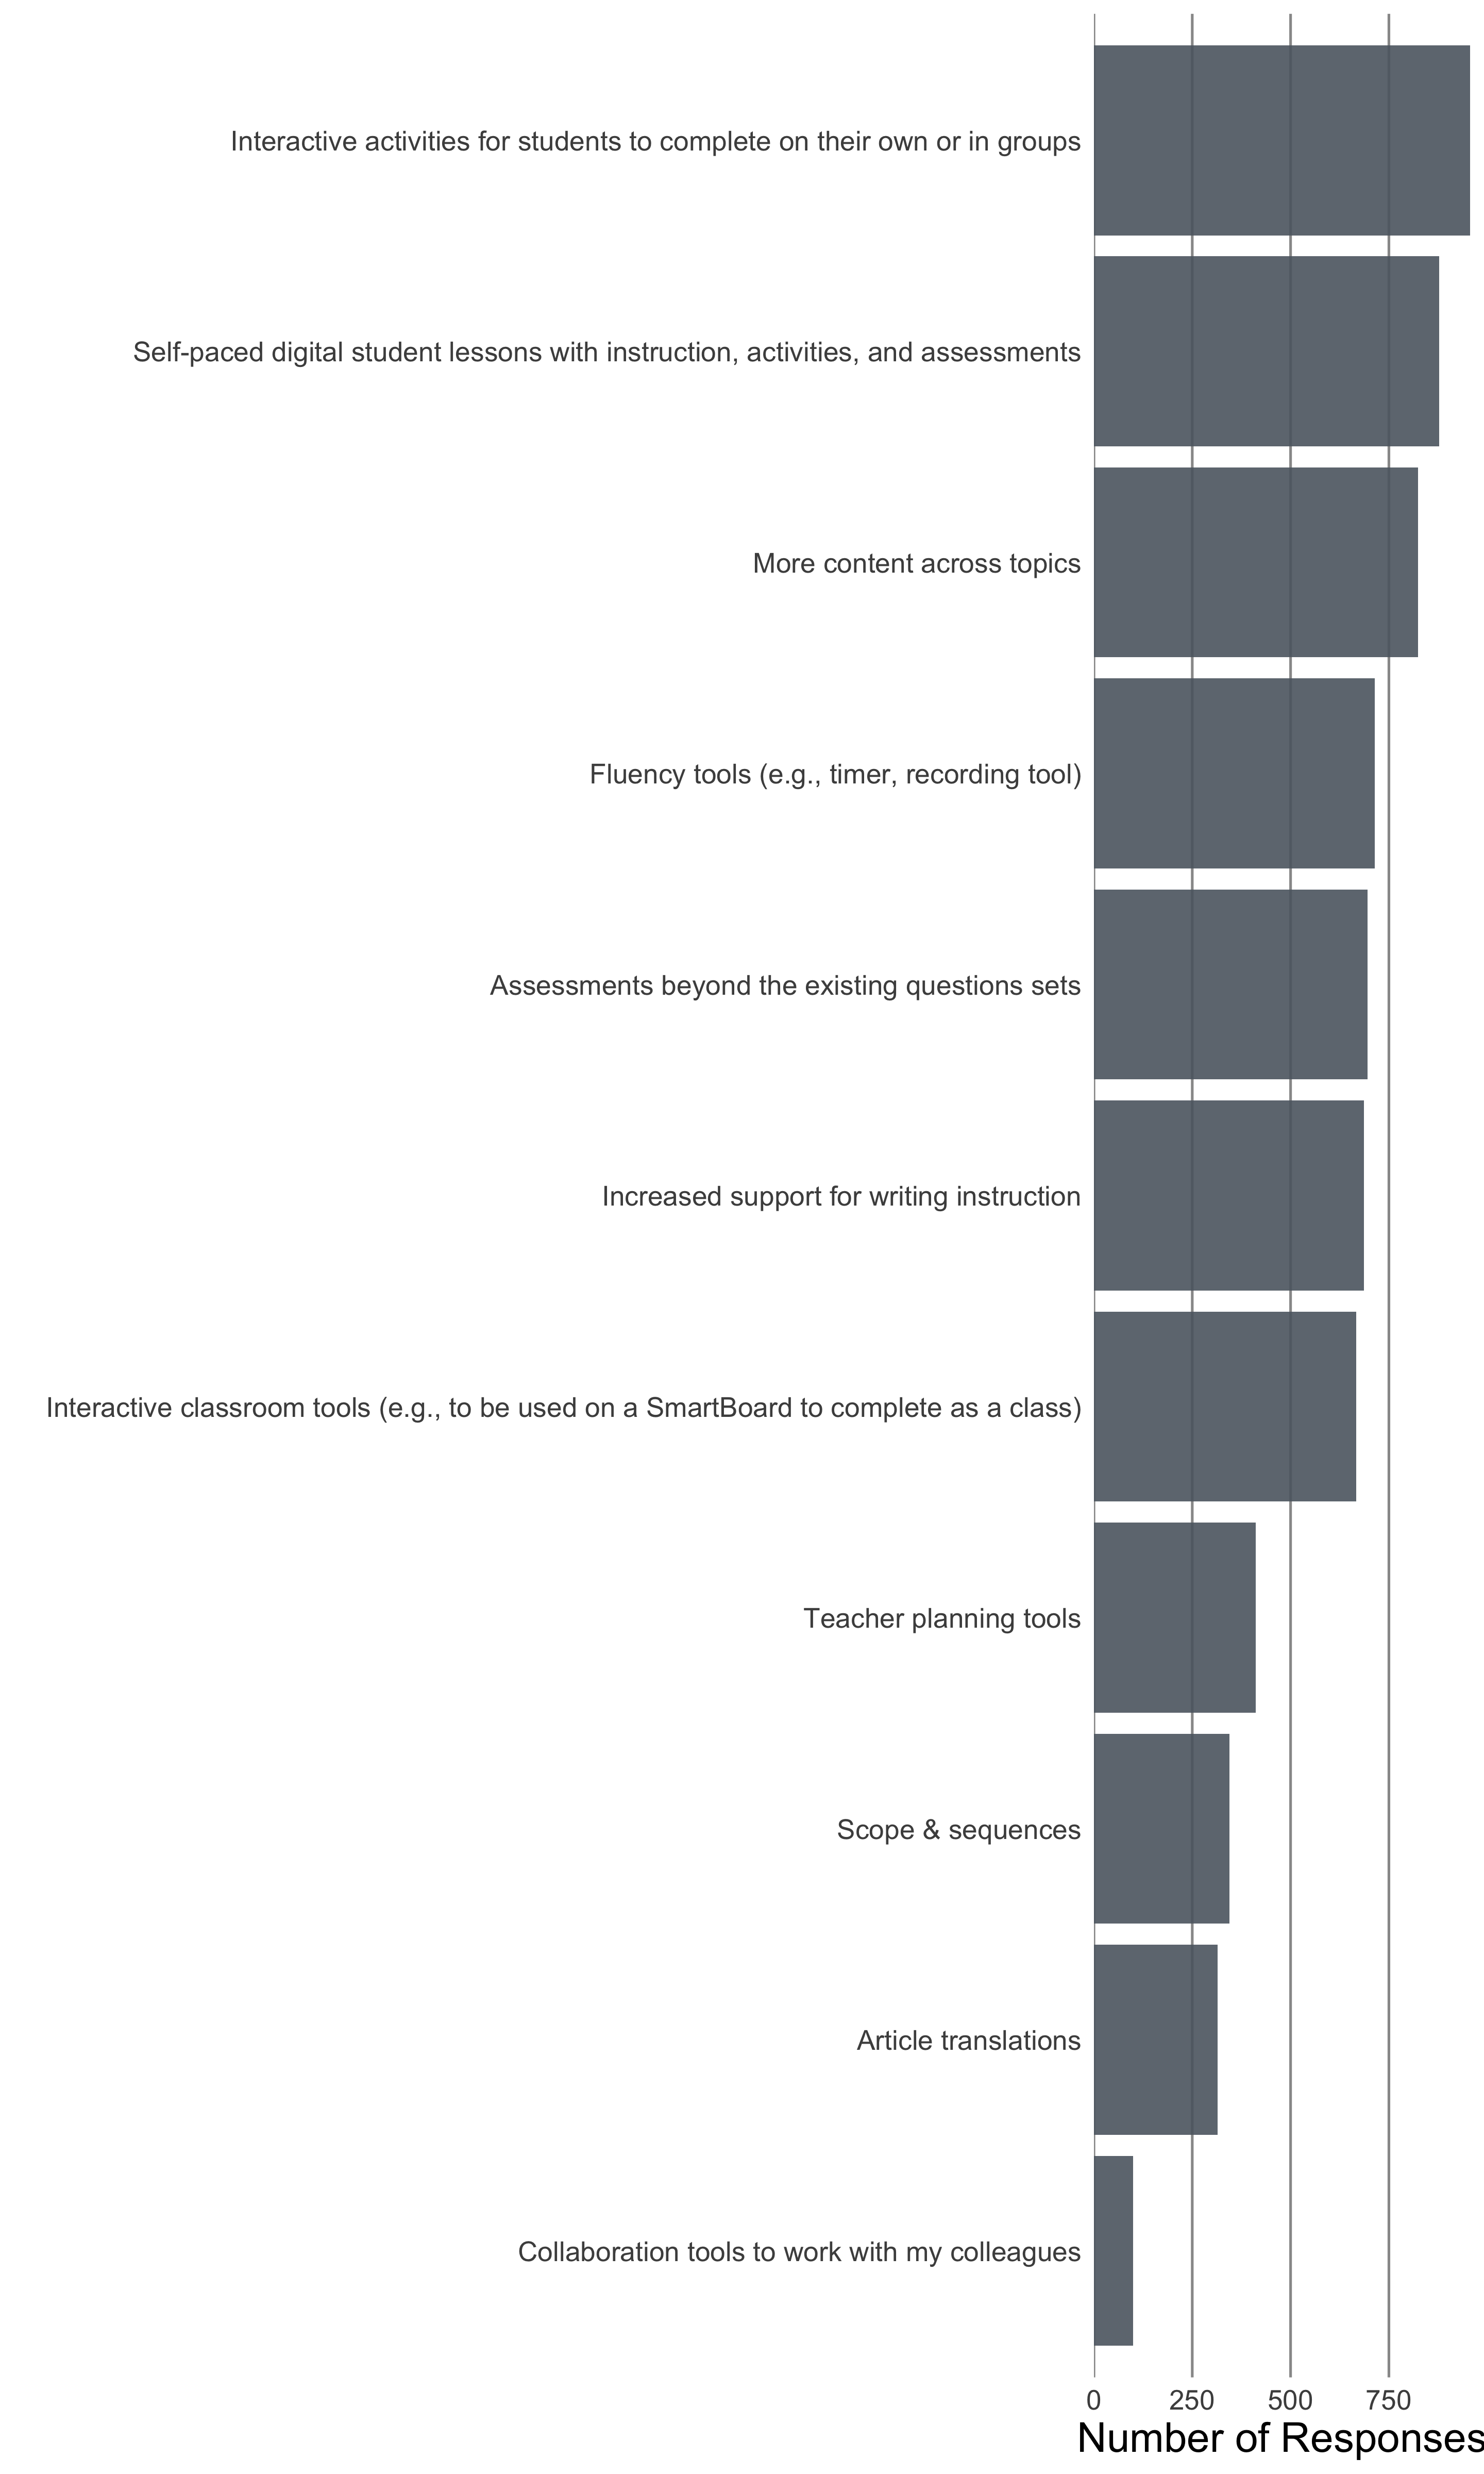 Interactive activities for students to complete on their own or in groups
Self-paced digital student lessons with instruction, activities, and assessments
More content across topics
Fluency tools (e.g., timer, recording tool)
Assessments beyond the existing questions sets
Increased support for writing instruction
Interactive classroom tools (e.g., to be used on a SmartBoard to complete as a class)
Teacher planning tools
Scope & sequences
Article translations
Collaboration tools to work with my colleagues
0 250 500 750
Number of Responses